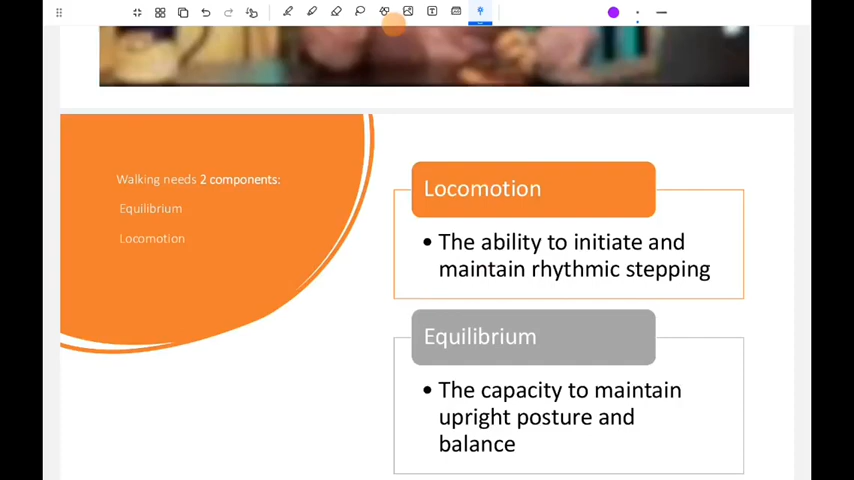 Walking needs 2 components:
Equilibrium
Locomotion
Locomotion
• The ability to initiate and
maintain rhythmic stepping
Equilibrium
• The capacity to maintain
upright posture and
balance